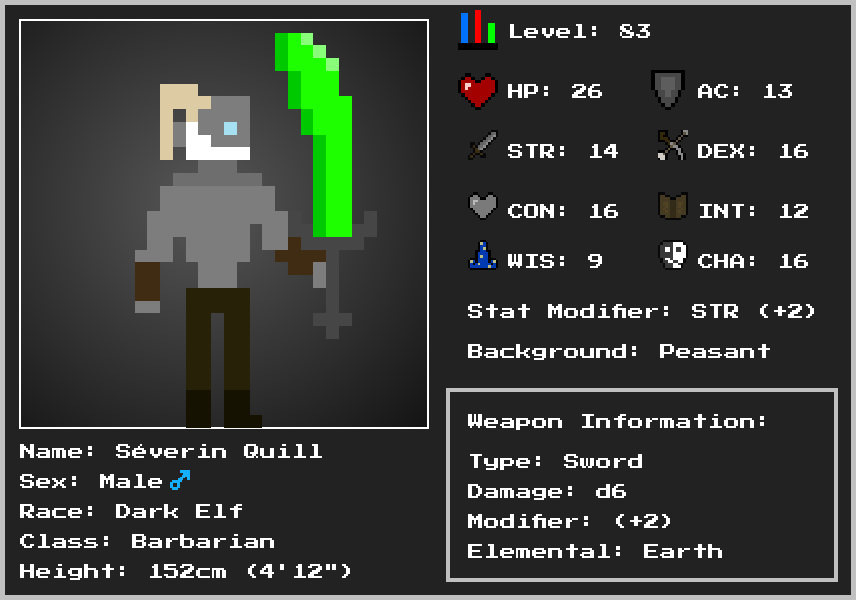 Level: 83
HP: 26
AC: 13
STR: 14
DEX: 16
CON: 16
INT: 12
WIS: 9
CHA: 16
Stat Modifier: STR (+2)
Background: Peasant
Weapon Information:
Type: Sword
Damage: d6
Modifier: (+2)
Elemental: Earth
Name: Séverin Quill
Sex: Male♂
Race: Dark Elf
Class: Barbarian
Height: 152cm (4'12")